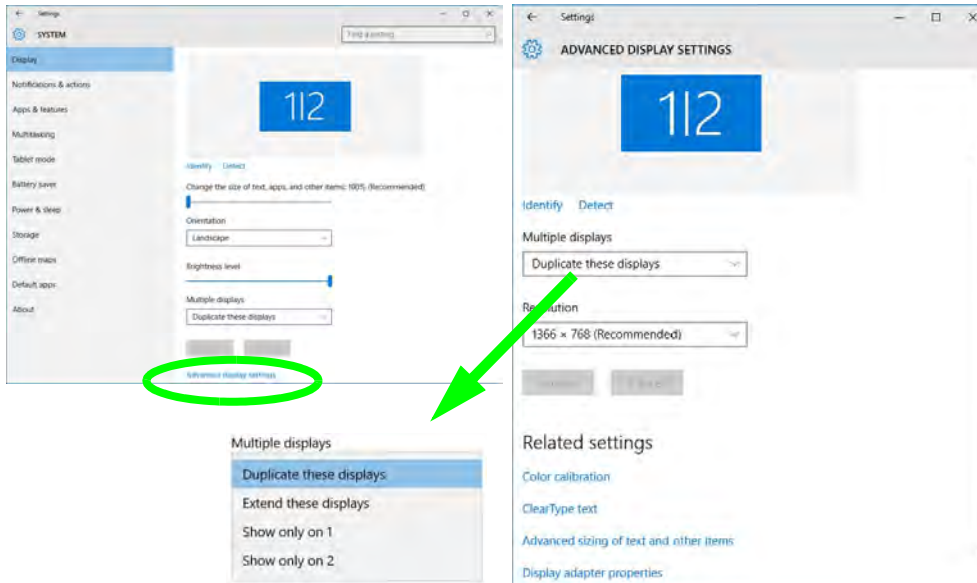 Settings
SYSTEM
Find a setting
Display
Notifications & actions
Apps & features
Multitasking
Tablet mode
Battery saver
Power & sleep
Storage
Offline maps
Default apps
About
1|2
Identify Detect
Change the size of text, apps, and other items: 100% (Recommended)
Orientation
Landscape
Brightness level
Multiple displays
Duplicate these displays
Advanced display settings
Multiple displays
Duplicate these displays
Extend these displays
Show only on 1
Show only on 2
Settings
ADVANCED DISPLAY SETTINGS
1|2
Identify Detect
Multiple displays
Duplicate these displays
Resolution
1366 × 768 (Recommended)
Related settings
Color calibration
ClearType text
Advanced sizing of text and other items
Display adapter properties